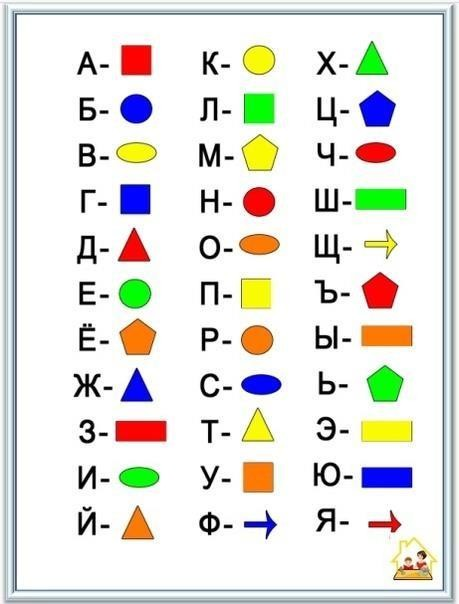 А- К- Х-
Б- Л- Ц-
В- М- Ч-
Г- Н- Ш-
Д- О- Щ-
Е- П- Ъ-
Ё- Р- Ы-
Ж- С- Ь-
З- Т- Э-
И- У- Ю-
Й- Ф- Я-